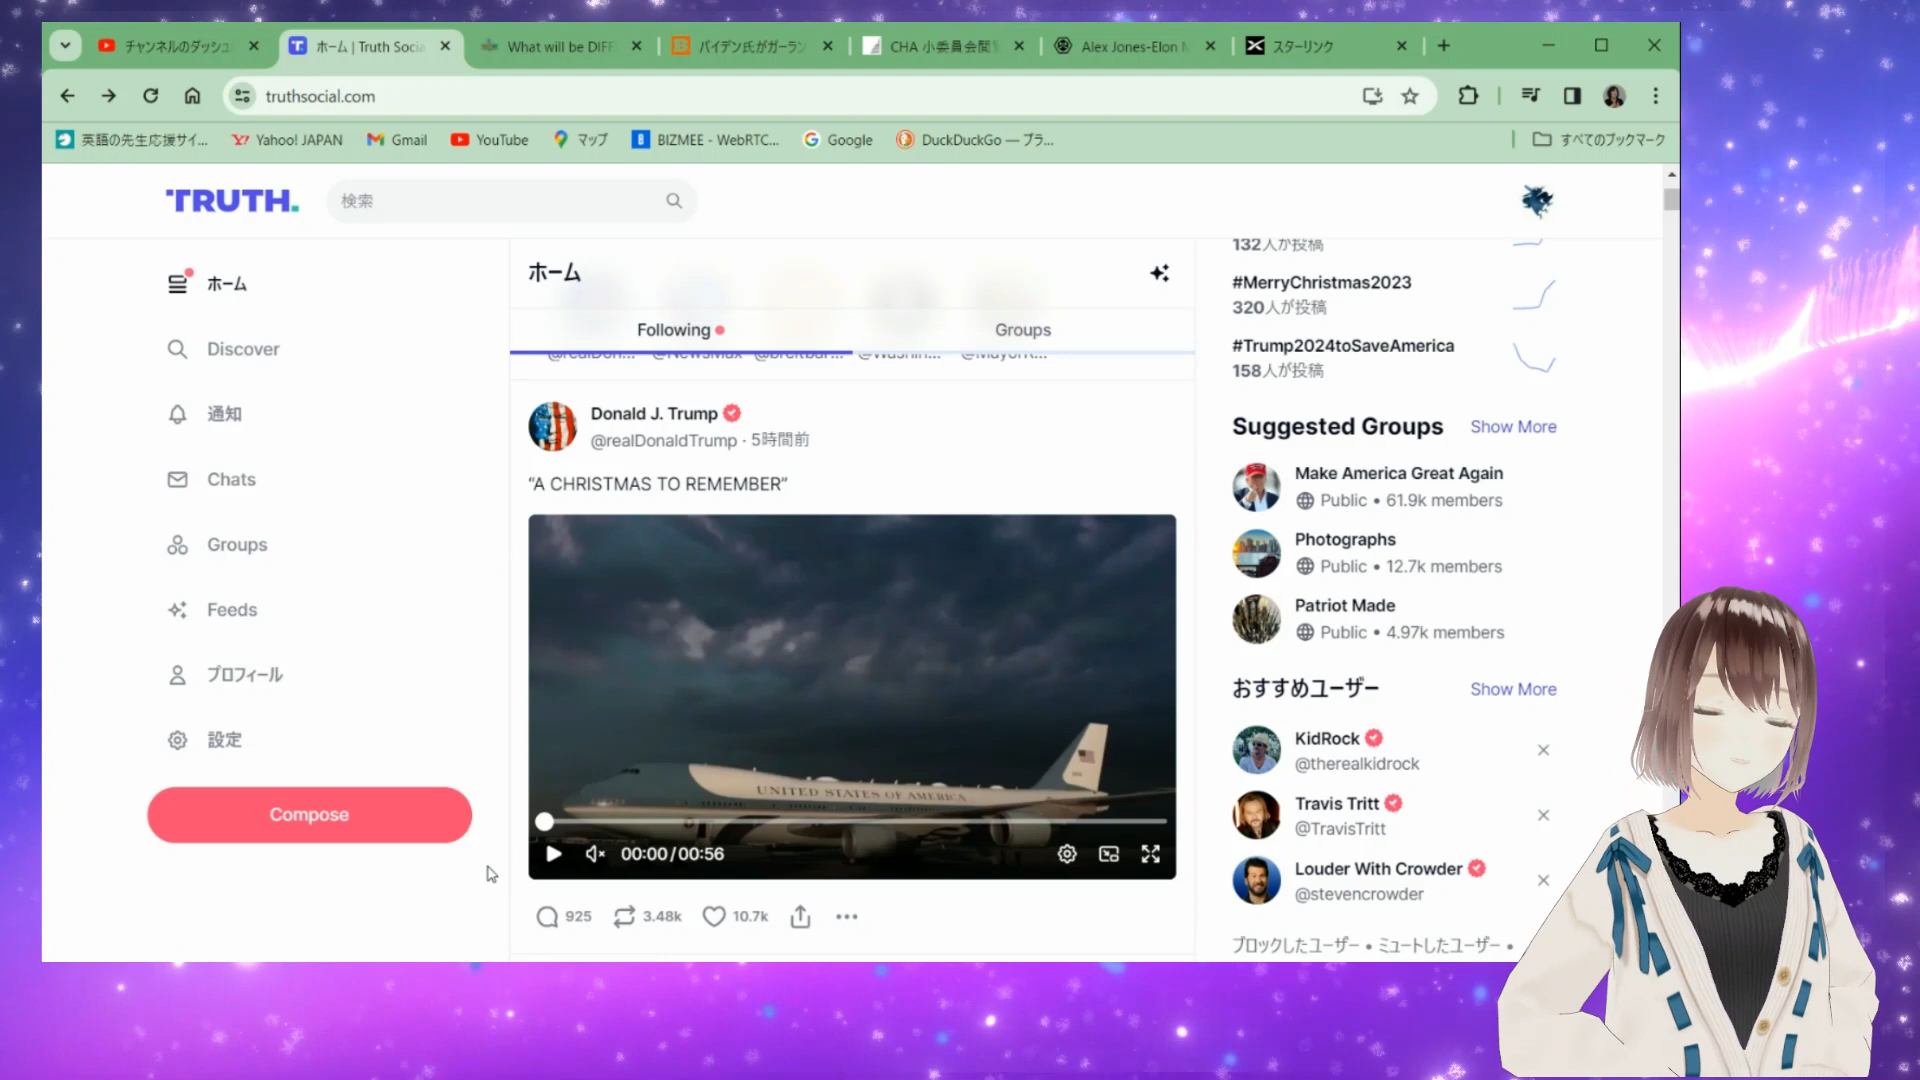 チャンネルのダッシュ
ホーム | Truth Socia
What will be DIFF
バイデン氏がガーラン
CHA 小委員会関
Alex Jones-Elon M
スターリンク
truthsocial.com
英語の先生応援サイ...
Yahoo! JAPAN
Gmail
YouTube
マップ
BIZMEE - WebRTC...
Google
DuckDuckGo — プラ...
すべてのブックマーク
TRUTH.
検索
ホーム
Discover
通知
Chats
Groups
Feeds
プロフィール
設定
Compose
ホーム
Following
Groups
@realDon...
@NewsMax
@breitbar...
@Washin...
@MayorR...
Donald J. Trump
@realDonaldTrump · 5時間前
“A CHRISTMAS TO REMEMBER”
UNITED STATES OF AMERICA
00:00/00:56
925
3.48k
10.7k
132人が投稿
#MerryChristmas2023
320人が投稿
#Trump2024toSaveAmerica
158人が投稿
Suggested Groups
Show More
Make America Great Again
Public • 61.9k members
Photographs
Public • 12.7k members
Patriot Made
Public • 4.97k members
おすすめユーザー
Show More
KidRock
@therealkidrock
Travis Tritt
@TravisTritt
Louder With Crowder
@stevencrowder
ブロックしたユーザー • ミュートしたユーザー •